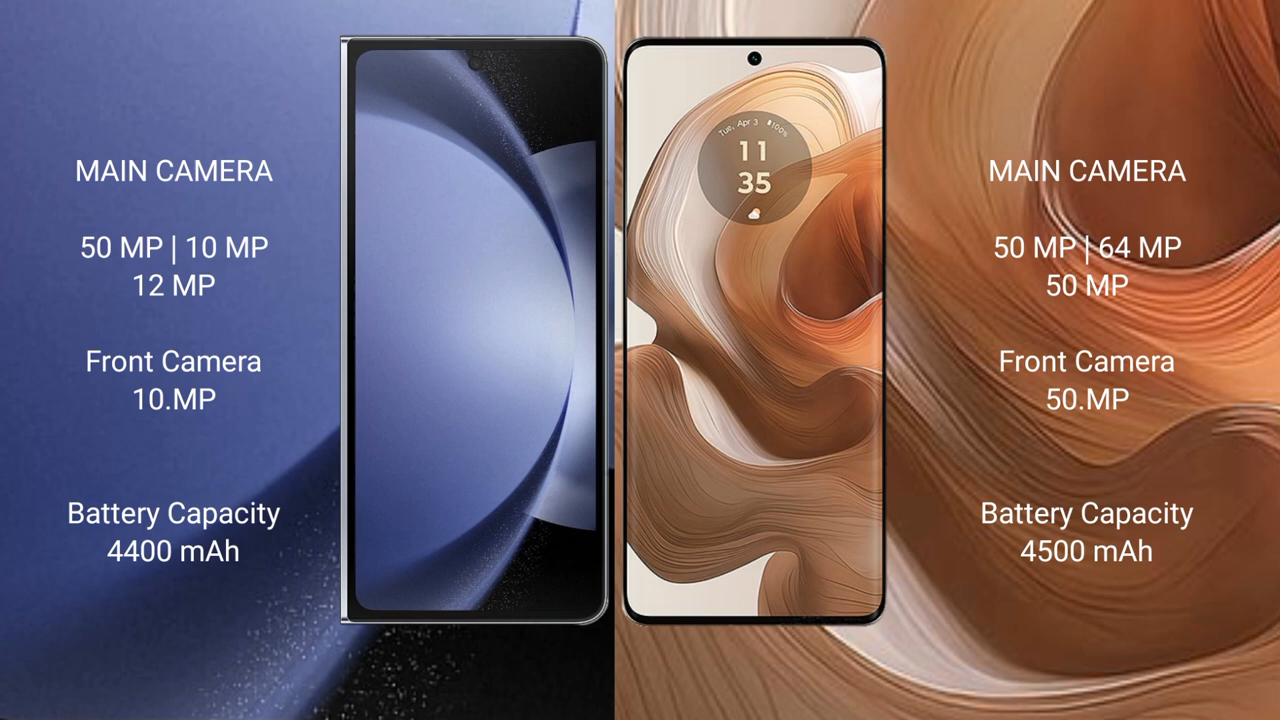 MAIN CAMERA
50 MP | 10 MP
12 MP
Front Camera
10.MP
Battery Capacity
4400 mAh
Tue, Apr 3 100%
11
35
MAIN CAMERA
50 MP | 64 MP
50 MP
Front Camera
50.MP
Battery Capacity
4500 mAh